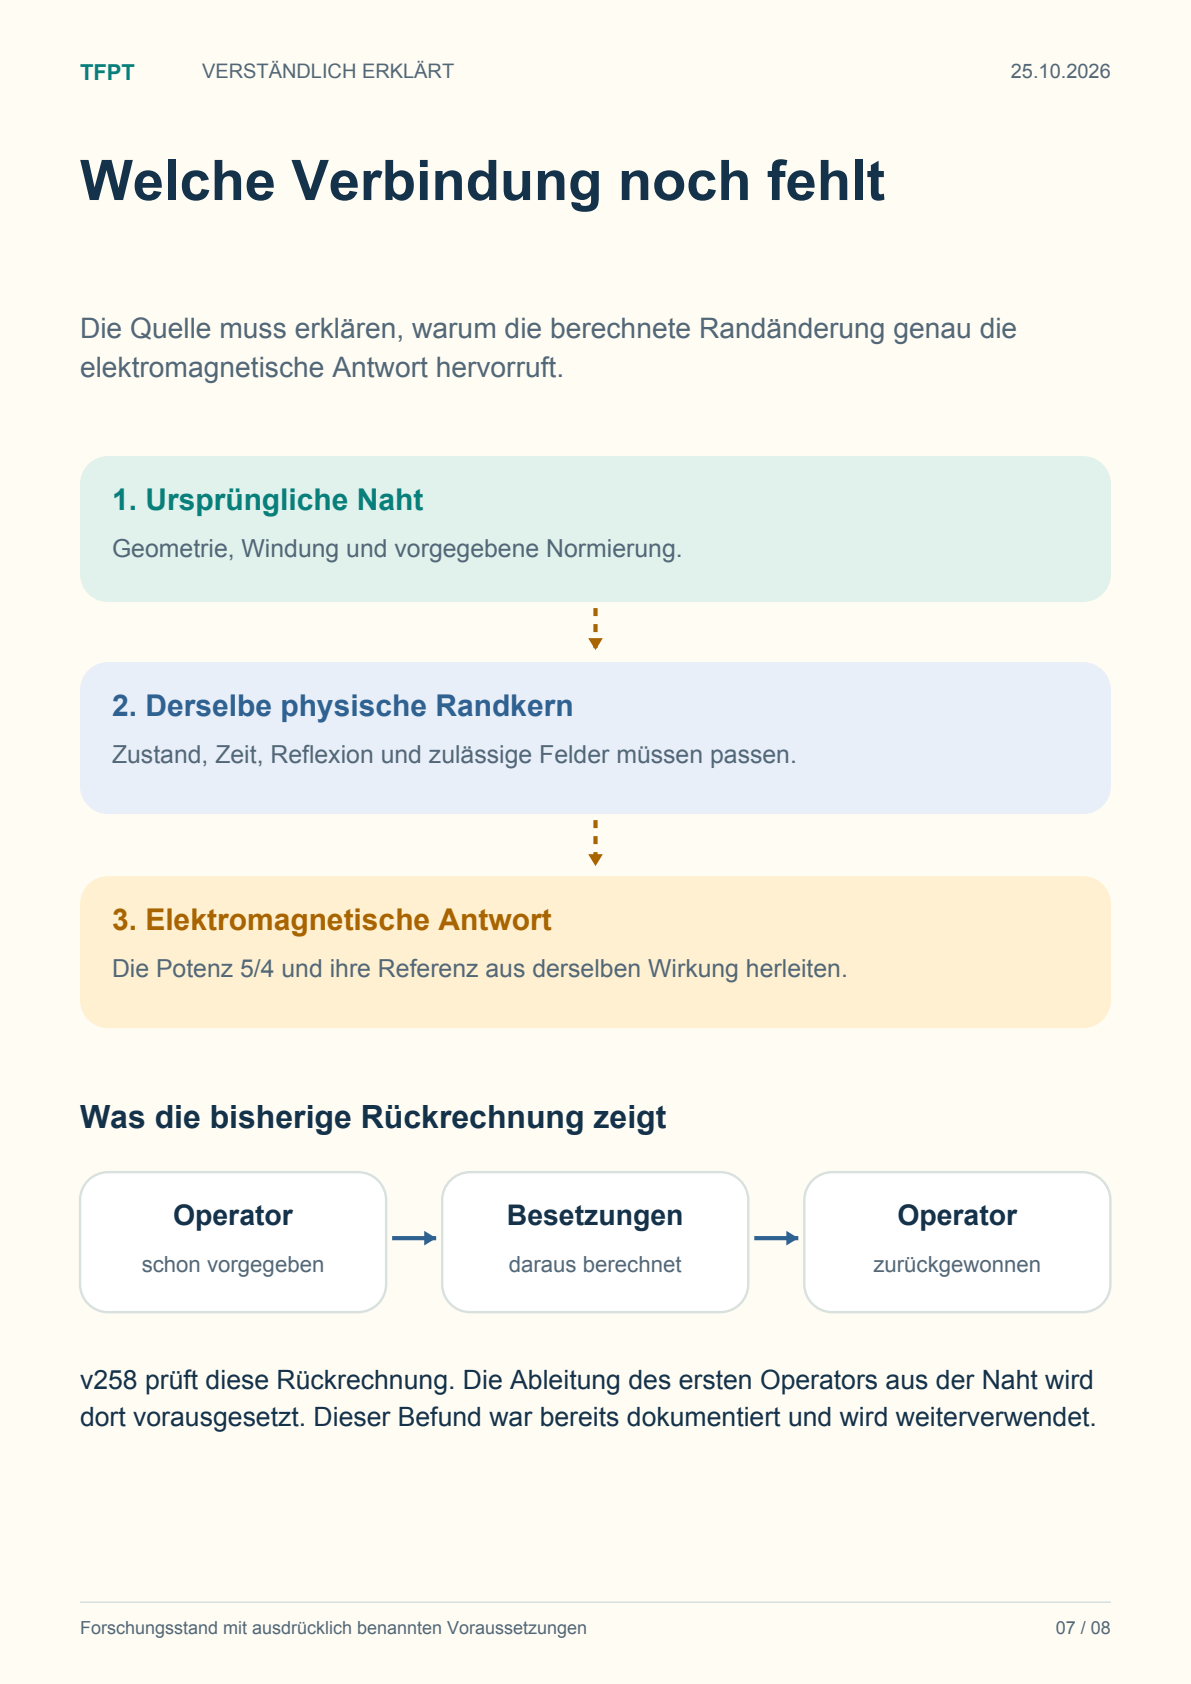 TFPT VERSTÄNDLICH ERKLÄRT 25.10.2026
Welche Verbindung noch fehlt
Die Quelle muss erklären, warum die berechnete Randänderung genau die
elektromagnetische Antwort hervorruft.
1. Ursprüngliche Naht
Geometrie, Windung und vorgegebene Normierung.
2. Derselbe physische Randkern
Zustand, Zeit, Reflexion und zulässige Felder müssen passen.
3. Elektromagnetische Antwort
Die Potenz 5/4 und ihre Referenz aus derselben Wirkung herleiten.
Was die bisherige Rückrechnung zeigt
Operator
schon vorgegeben
Besetzungen
daraus berechnet
Operator
zurückgewonnen
v258 prüft diese Rückrechnung. Die Ableitung des ersten Operators aus der Naht wird
dort vorausgesetzt. Dieser Befund war bereits dokumentiert und wird weiterverwendet.
Forschungsstand mit ausdrücklich benannten Voraussetzungen 07 / 08